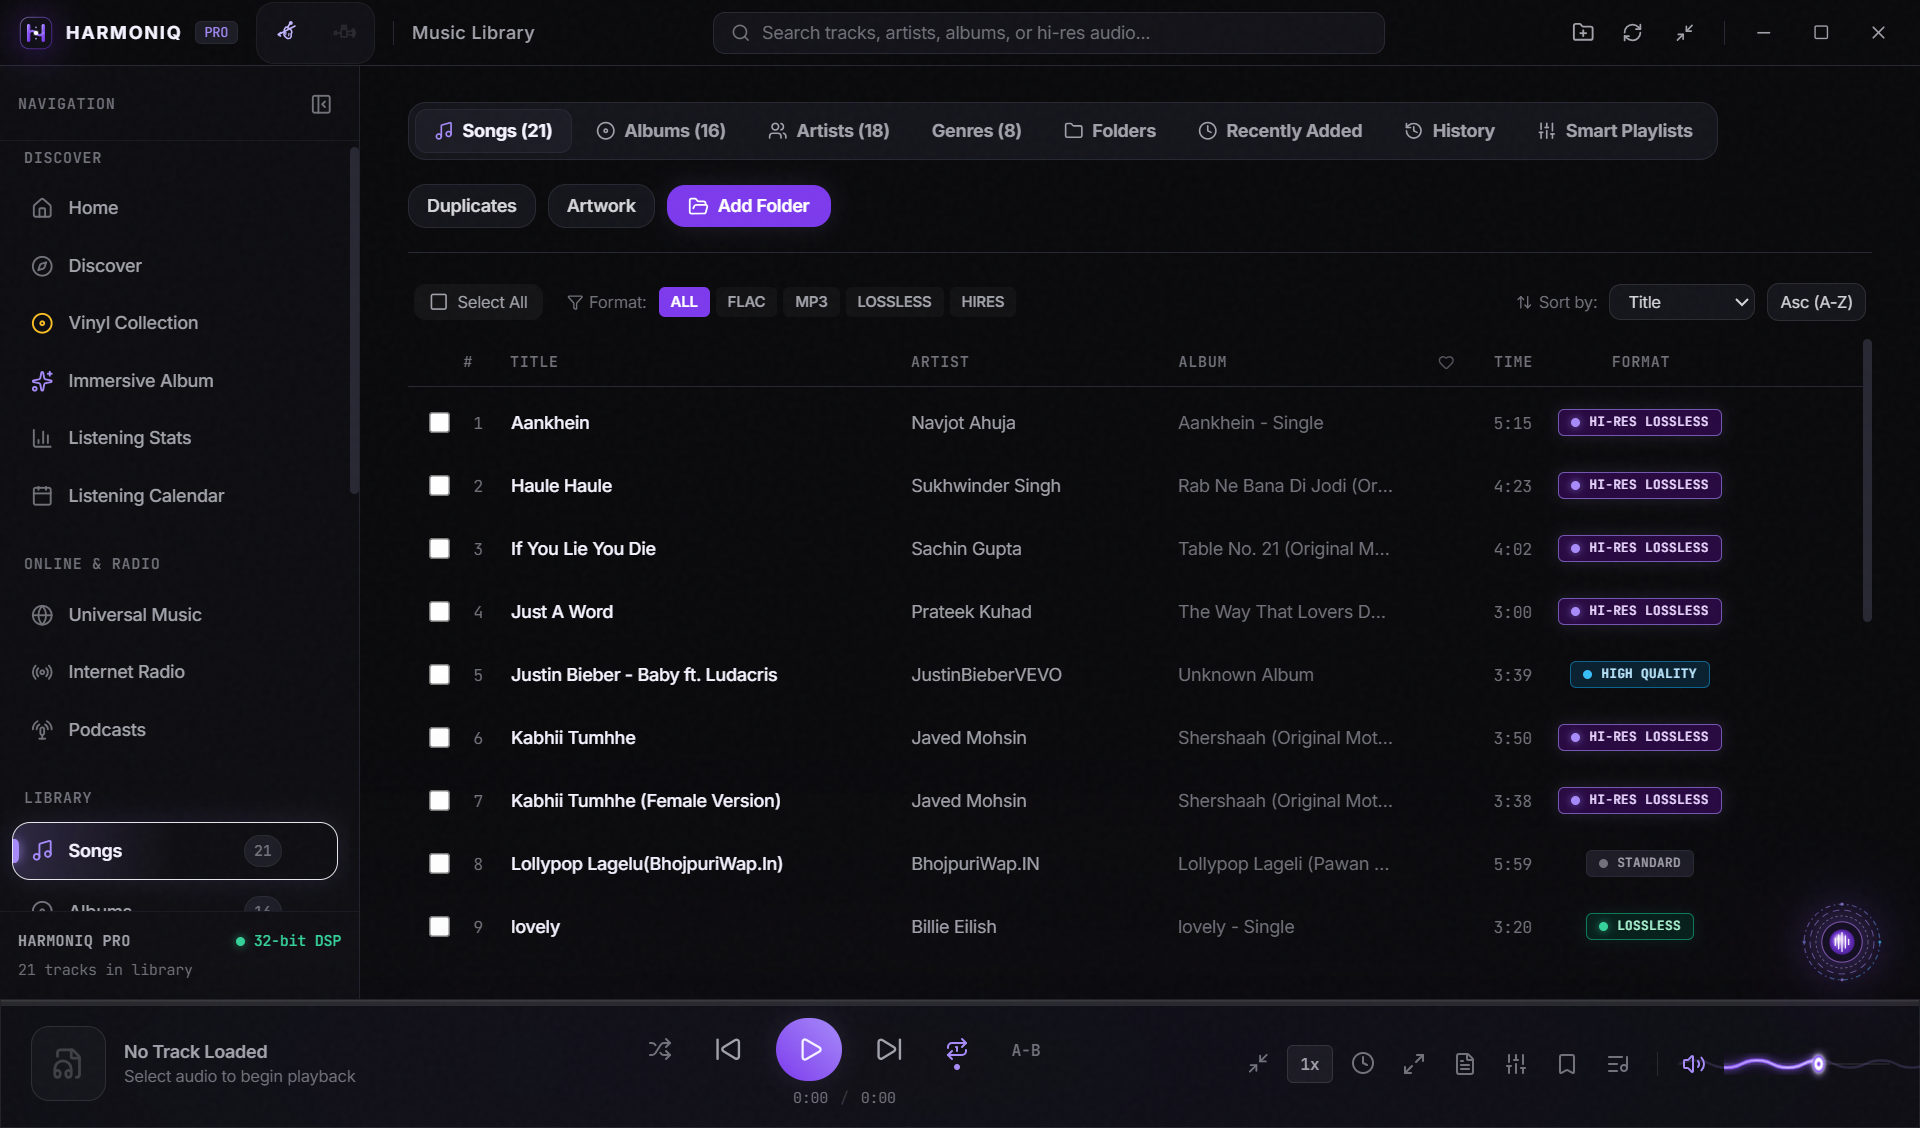 HARMONIQ PRO Music Library Search tracks, artists, albums, or hi-res audio...
NAVIGATION
DISCOVER
Home
Discover
Vinyl Collection
Immersive Album
Listening Stats
Listening Calendar
ONLINE & RADIO
Universal Music
Internet Radio
Podcasts
LIBRARY
Songs 21
Albums 16
HARMONIQ PRO 32-bit DSP
21 tracks in library
Songs (21) Albums (16) Artists (18) Genres (8) Folders Recently Added History Smart Playlists
Duplicates Artwork Add Folder
Select All Format: ALL FLAC MP3 LOSSLESS HIRES Sort by: Title Asc (A-Z)
# TITLE ARTIST ALBUM TIME FORMAT
1 Aankhein Navjot Ahuja Aankhein - Single 5:15 HI-RES LOSSLESS
2 Haule Haule Sukhwinder Singh Rab Ne Bana Di Jodi (Or... 4:23 HI-RES LOSSLESS
3 If You Lie You Die Sachin Gupta Table No. 21 (Original M... 4:02 HI-RES LOSSLESS
4 Just A Word Prateek Kuhad The Way That Lovers D... 3:00 HI-RES LOSSLESS
5 Justin Bieber - Baby ft. Ludacris JustinBieberVEVO Unknown Album 3:39 HIGH QUALITY
6 Kabhii Tumhhe Javed Mohsin Shershaah (Original Mot... 3:50 HI-RES LOSSLESS
7 Kabhii Tumhhe (Female Version) Javed Mohsin Shershaah (Original Mot... 3:38 HI-RES LOSSLESS
8 Lollypop Lagelu(BhojpuriWap.In) BhojpuriWap.IN Lollypop Lageli (Pawan ... 5:59 STANDARD
9 lovely Billie Eilish lovely - Single 3:20 LOSSLESS
No Track Loaded
Select audio to begin playback
A-B
0:00 / 0:00
1x